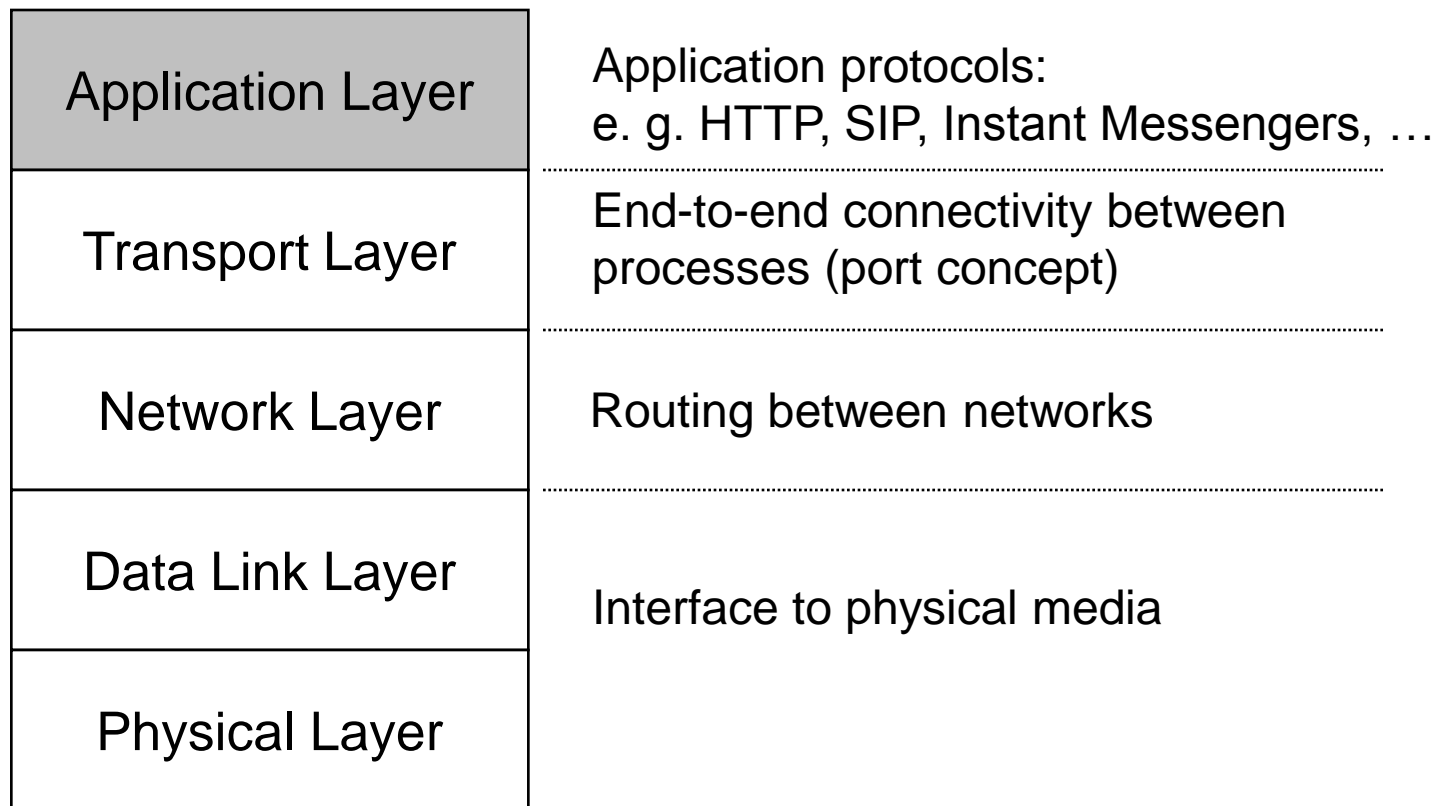 Application Layer
Application protocols:
e. g. HTTP, SIP, Instant Messengers, …
Transport Layer
End-to-end connectivity between
processes (port concept)
Network Layer
Routing between networks
Data Link Layer
Interface to physical media
Physical Layer